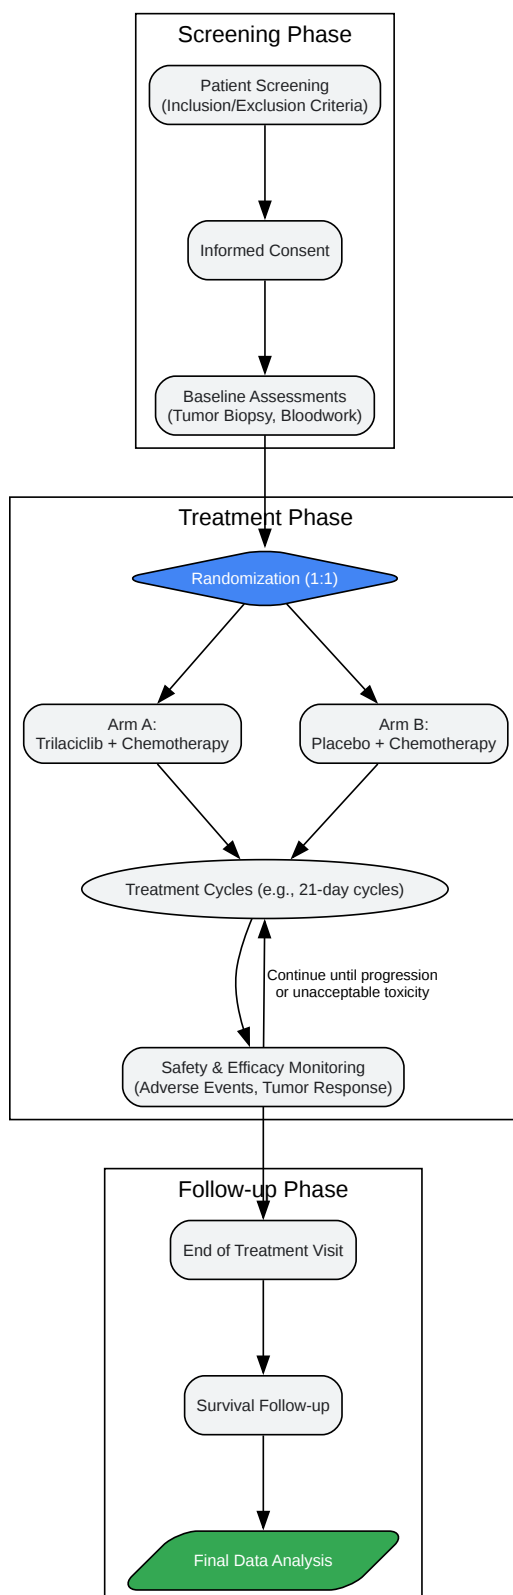 Screening Phase
Patient Screening
(Inclusion/Exclusion Criteria)
Informed Consent
Baseline Assessments
(Tumor Biopsy, Bloodwork)
Treatment Phase
Randomization (1:1)
Arm A:
Trilaciclib + Chemotherapy
Arm B:
Placebo + Chemotherapy
Treatment Cycles (e.g., 21-day cycles)
Continue until progression
or unacceptable toxicity
Safety & Efficacy Monitoring
(Adverse Events, Tumor Response)
Follow-up Phase
End of Treatment Visit
Survival Follow-up
Final Data Analysis